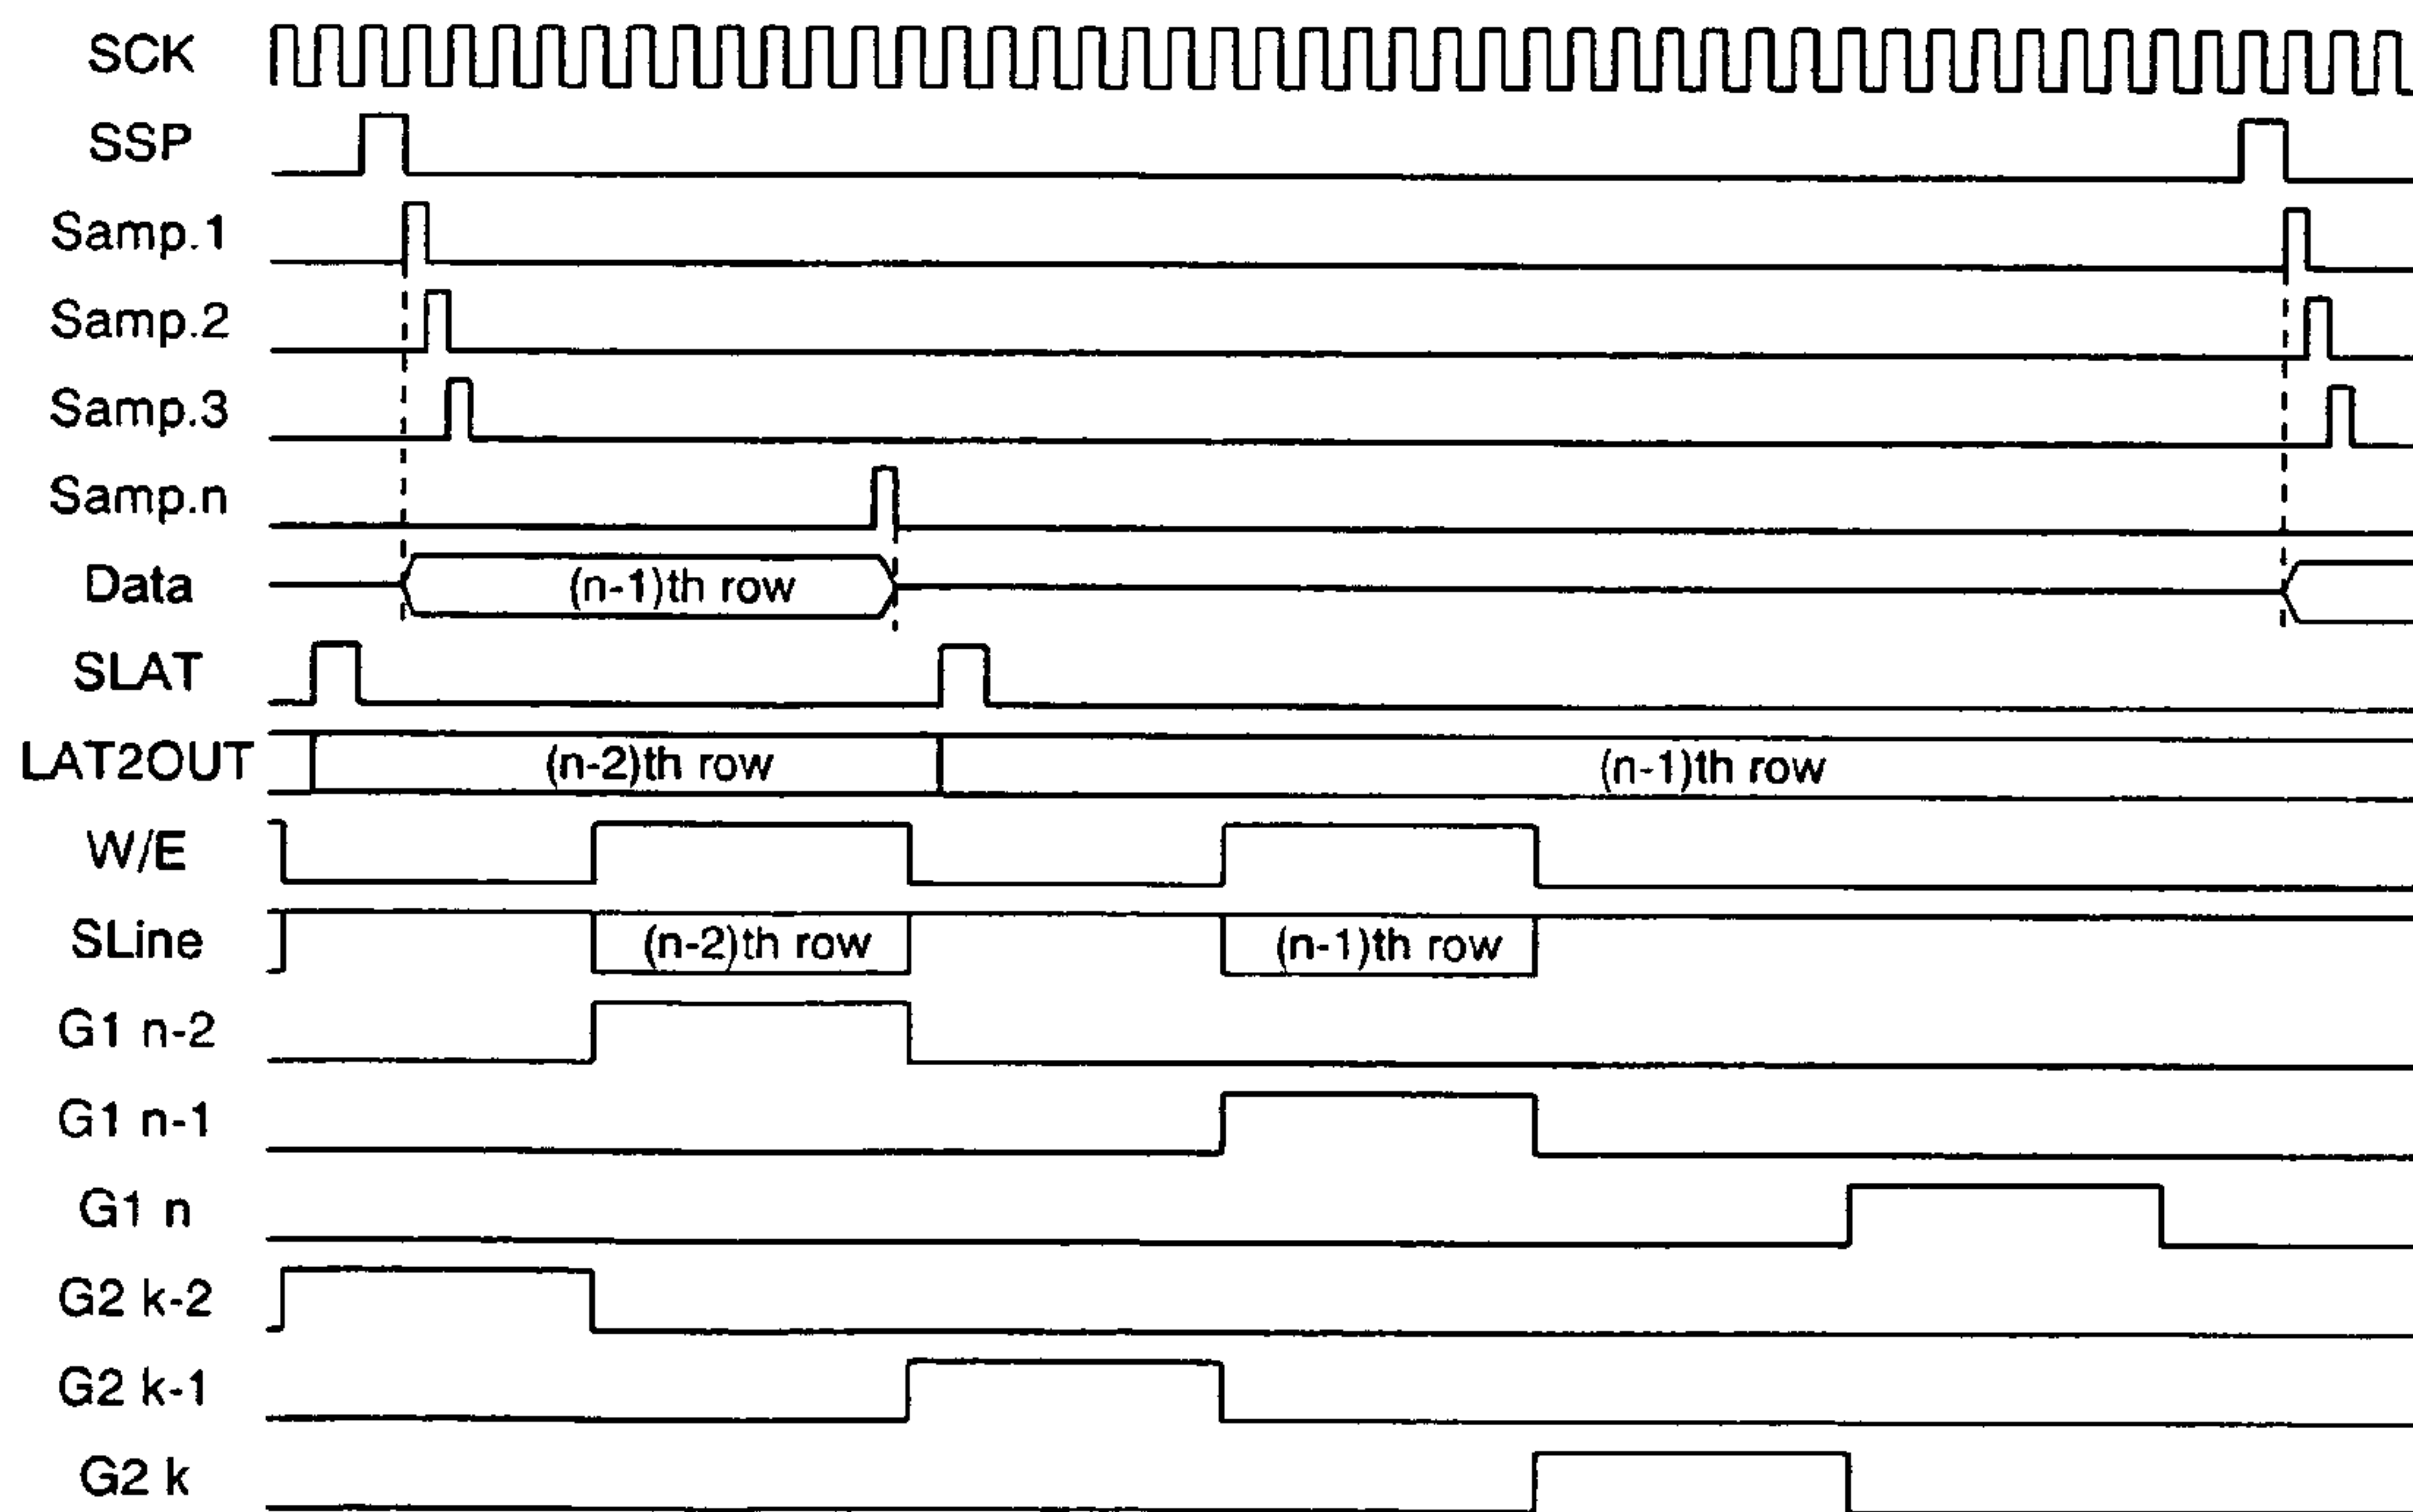 SCK
SSP
Samp.1
Samp.2
Samp.3
Samp.n
Data (n-1)th row
SLAT
LAT2OUT (n-2)th row (n-1)th row
W/E
SLine (n-2)th row (n-1)th row
G1 n-2
G1 n-1
G1 n
G2 k-2
G2 k-1
G2 k